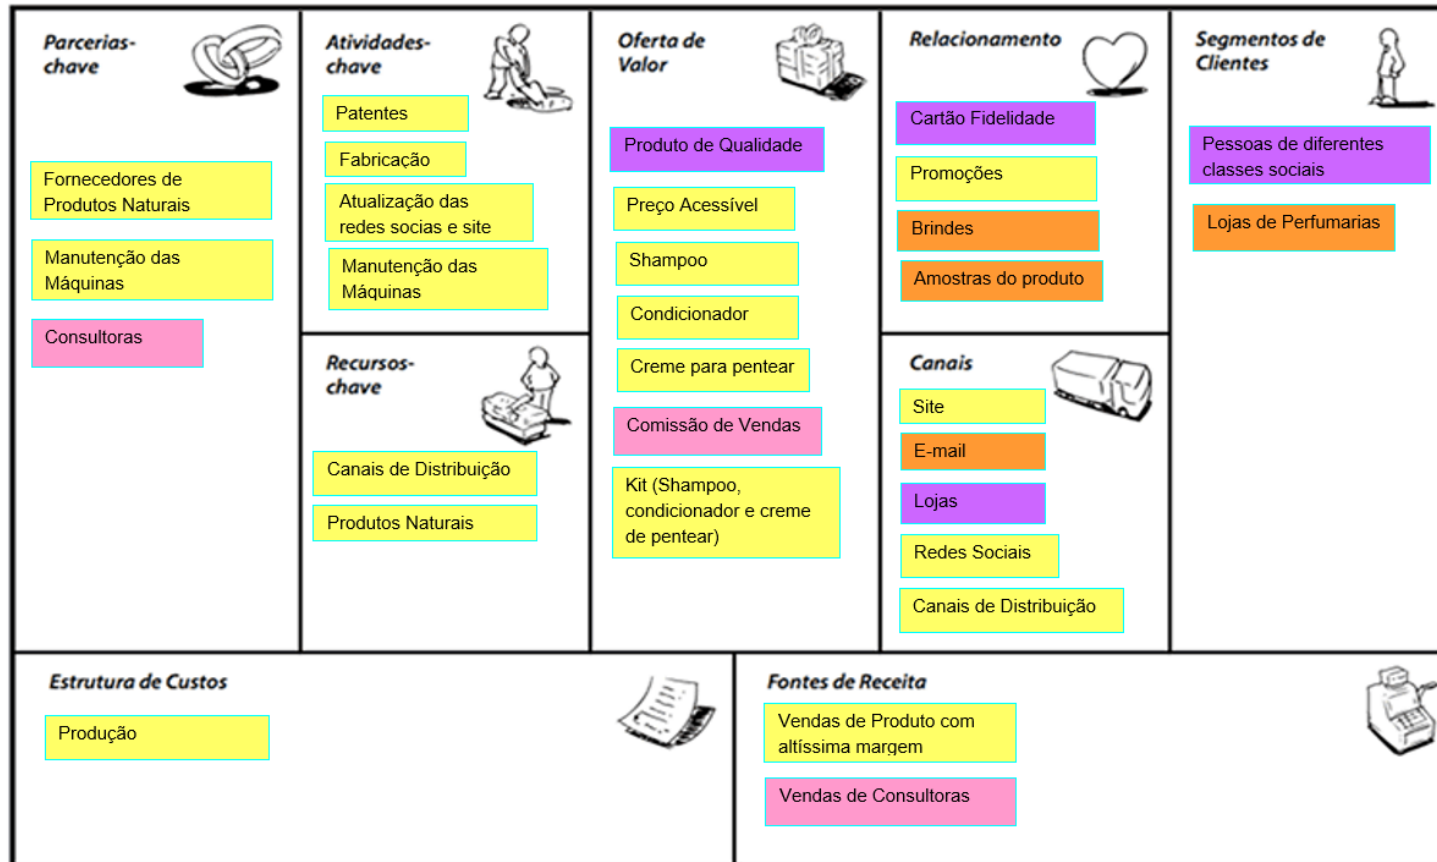 Parcerias-
chave
Fornecedores de
Produtos Naturais
Manutenção das
Máquinas
Consultoras
Atividades-
chave
Patentes
Fabricação
Atualização das
redes socias e site
Manutenção das
Máquinas
Recursos-
chave
Canais de Distribuição
Produtos Naturais
Oferta de
Valor
Produto de Qualidade
Preço Acessível
Shampoo
Condicionador
Creme para pentear
Comissão de Vendas
Kit (Shampoo,
condicionador e creme
de pentear)
Relacionamento
Cartão Fidelidade
Promoções
Brindes
Amostras do produto
Canais
Site
E-mail
Lojas
Redes Sociais
Canais de Distribuição
Segmentos de
Clientes
Pessoas de diferentes
classes sociais
Lojas de Perfumarias
Estrutura de Custos
Produção
Fontes de Receita
Vendas de Produto com
altíssima margem
Vendas de Consultoras